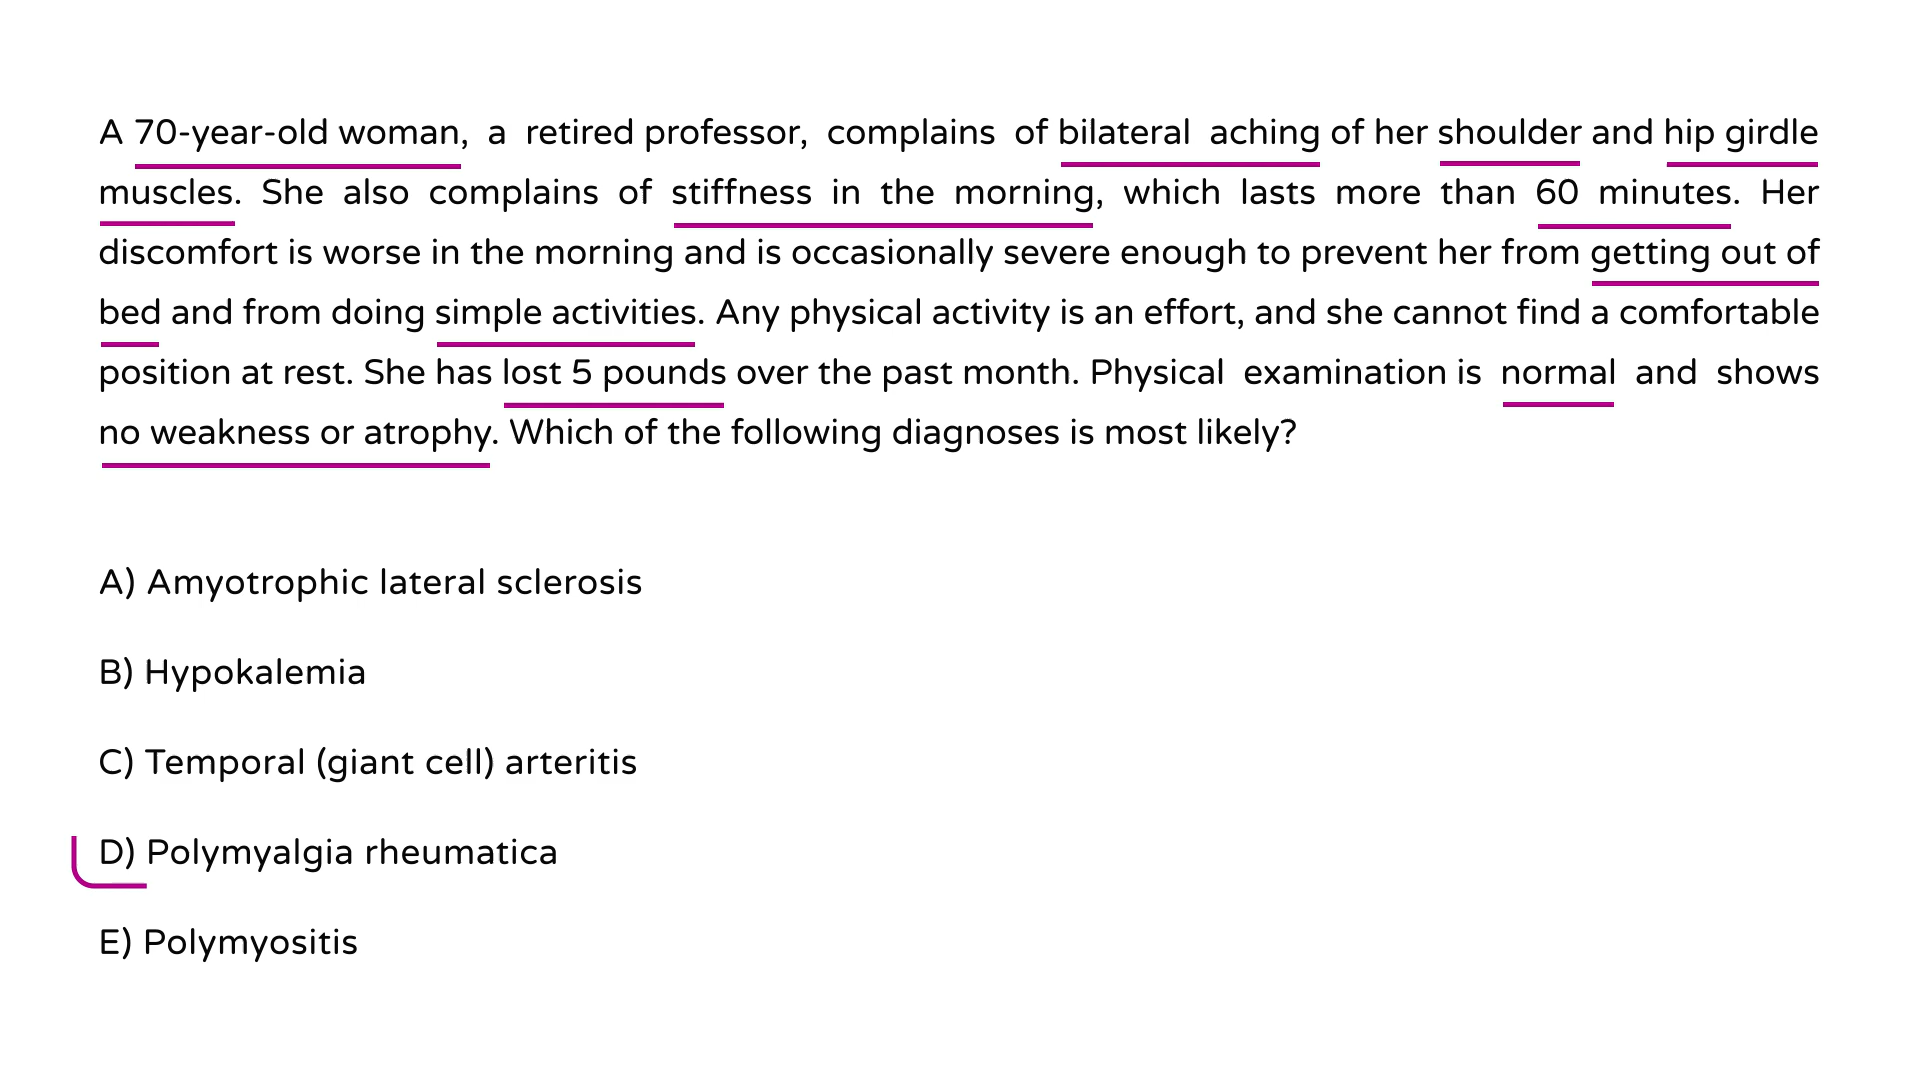 A 70-year-old woman, a retired professor, complains of bilateral aching of her shoulder and hip girdle
muscles. She also complains of stiffness in the morning, which lasts more than 60 minutes. Her
discomfort is worse in the morning and is occasionally severe enough to prevent her from getting out of
bed and from doing simple activities. Any physical activity is an effort, and she cannot find a comfortable
position at rest. She has lost 5 pounds over the past month. Physical examination is normal and shows
no weakness or atrophy. Which of the following diagnoses is most likely?
A) Amyotrophic lateral sclerosis
B) Hypokalemia
C) Temporal (giant cell) arteritis
D) Polymyalgia rheumatica
E) Polymyositis